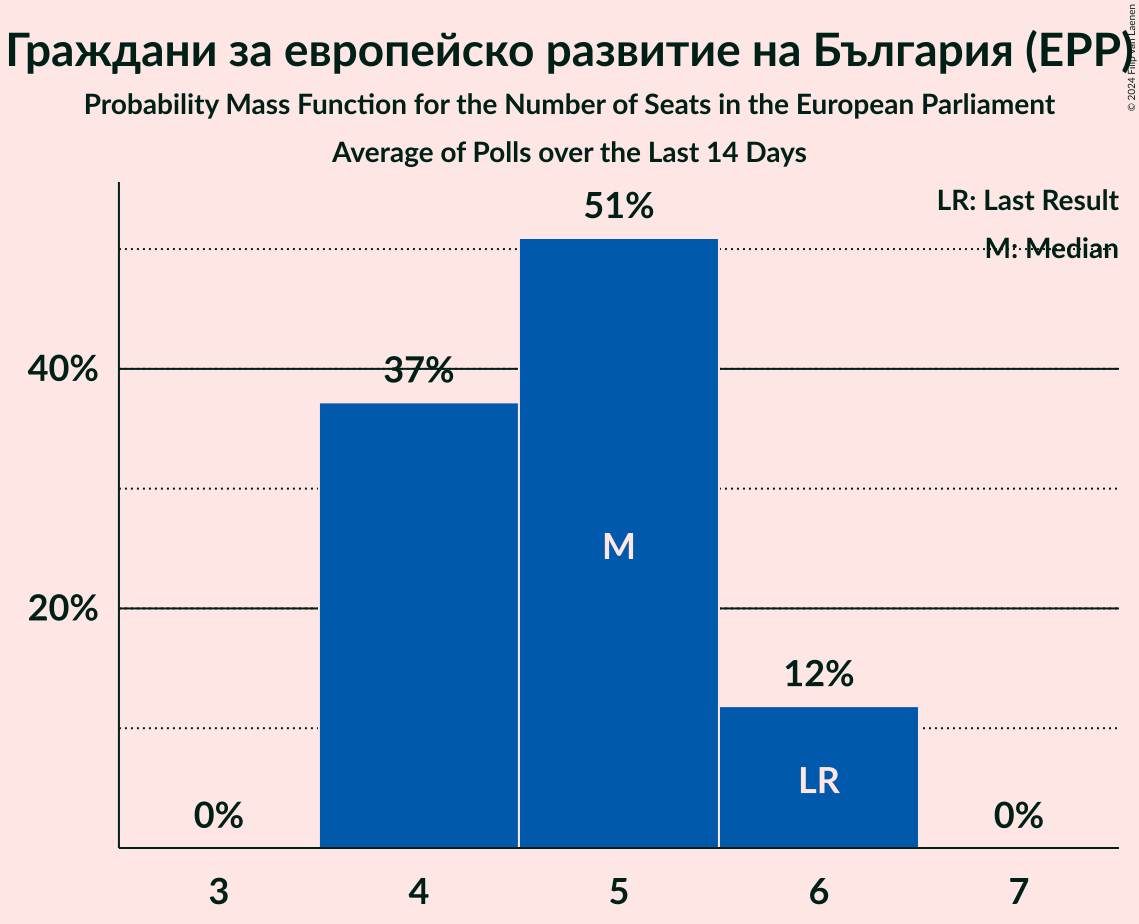 Граждани за европейско развитие на България (EPP)
© 2024 Filip van Laenen
Probability Mass Function for the Number of Seats in the European Parliament
Average of Polls over the Last 14 Days
LR: Last Result
M: Median
51%
40%
37%
M
20%
12%
LR
0%
0%
3 4 5 6 7